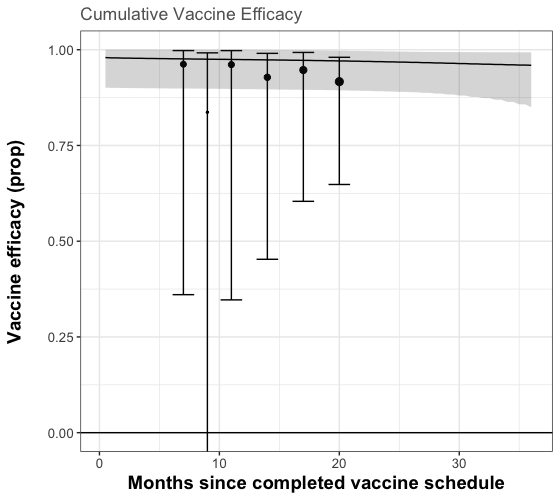 Cumulative Vaccine Efficacy
Vaccine efficacy (prop)
1.00
0.75
0.50
0.25
0.00
0 10 20 30
Months since completed vaccine schedule